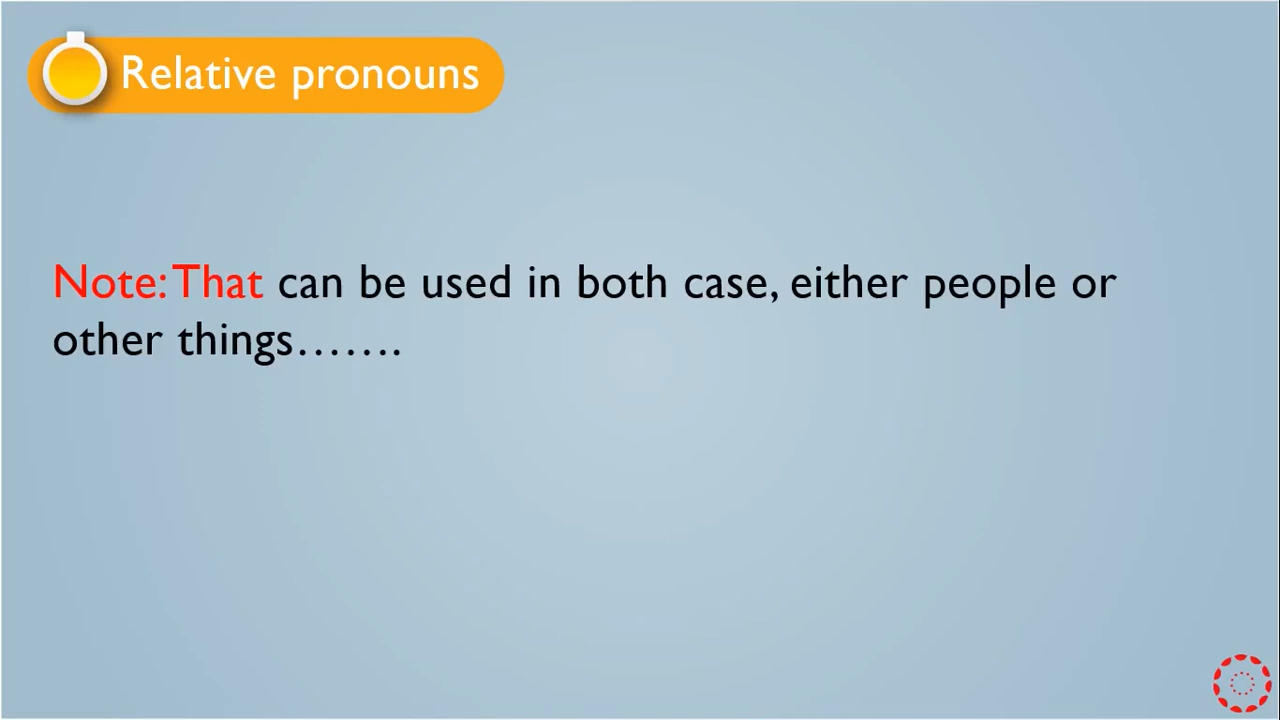 Relative pronouns
Note: That can be used in both case, either people or
other things…….